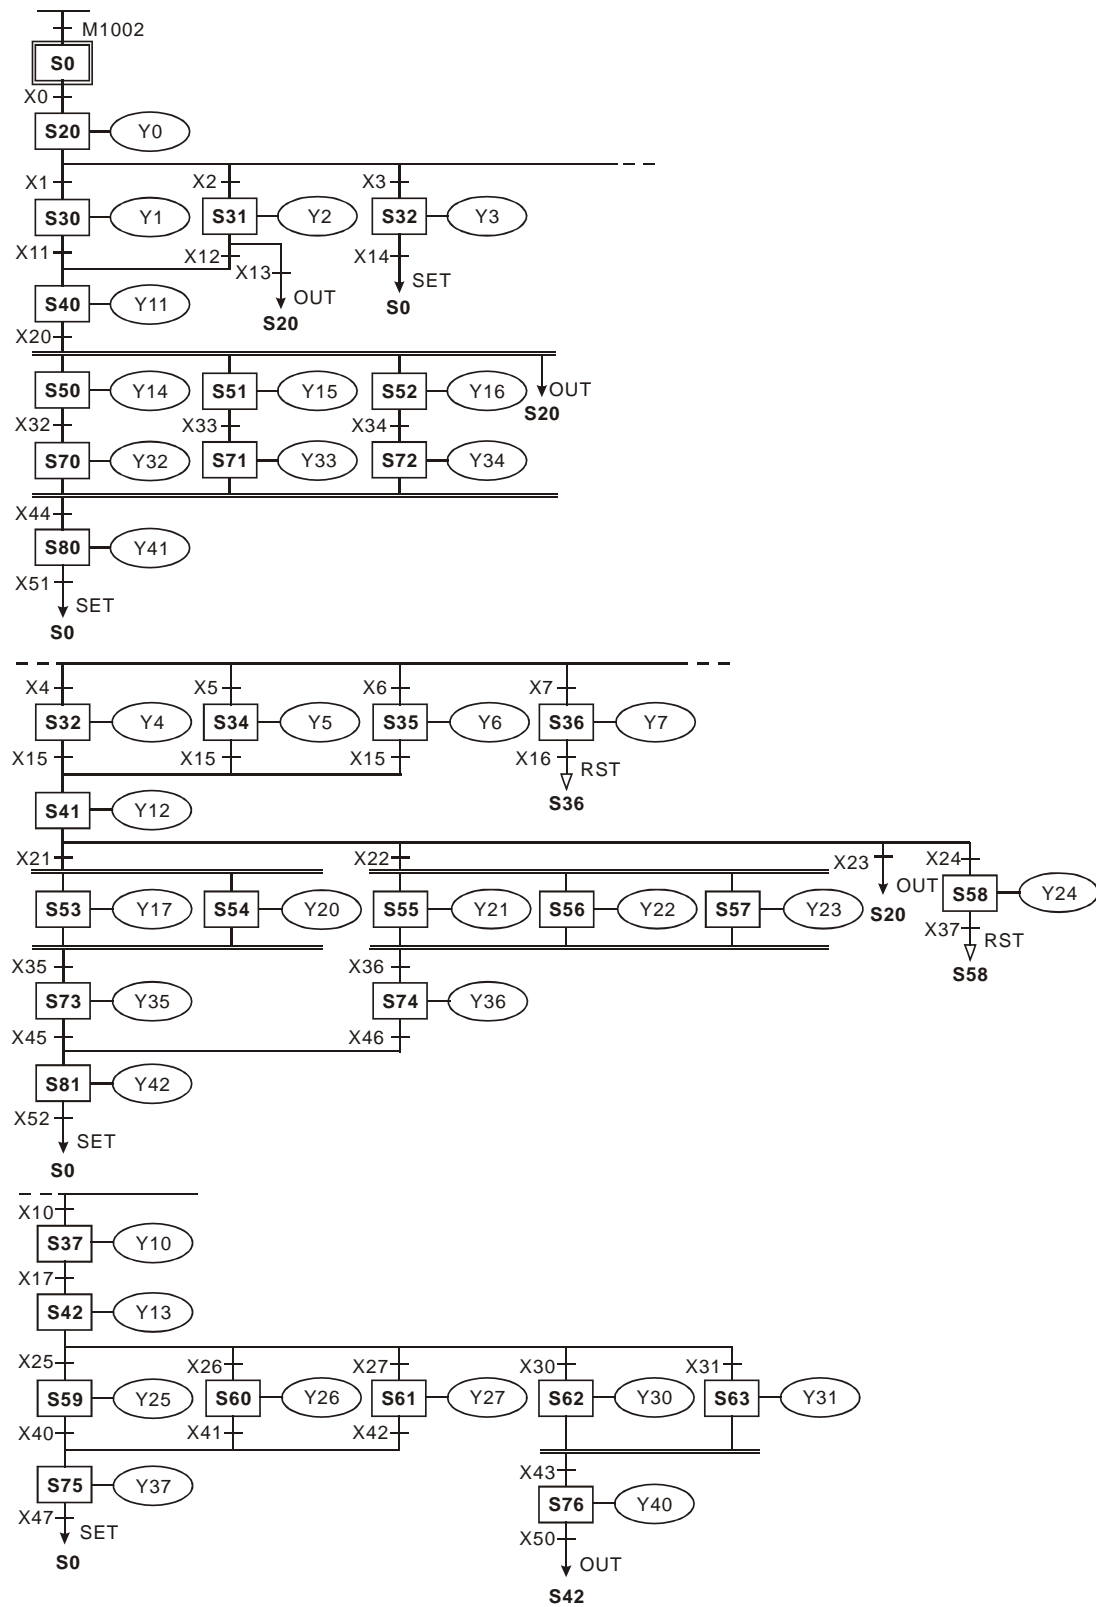 M1002
S0
X0
S20 Y0
X1 X2 X3
S30 Y1 S31 Y2 S32 Y3
X11 X12 X13 X14
SET
OUT
S0
S40 Y11 S20
X20
S50 Y14 S51 Y15 S52 Y16 OUT
S20
X32 X33 X34
S70 Y32 S71 Y33 S72 Y34
X44
S80 Y41
X51
SET
S0
X4 X5 X6 X7
S32 Y4 S34 Y5 S35 Y6 S36 Y7
X15 X15 X15 X16
RST
S36
S41 Y12
X21 X22 X23 X24
OUT
S53 Y17 S54 Y20 S55 Y21 S56 Y22 S57 Y23 S20 S58 Y24
X37
RST
X35 X36
S58
S73 Y35 S74 Y36
X45 X46
S81 Y42
X52
SET
S0
X10
S37 Y10
X17
S42 Y13
X25 X26 X27 X30 X31
S59 Y25 S60 Y26 S61 Y27 S62 Y30 S63 Y31
X40 X41 X42
X43
S75 Y37 S76 Y40
X47 X50
SET
S0
OUT
S42